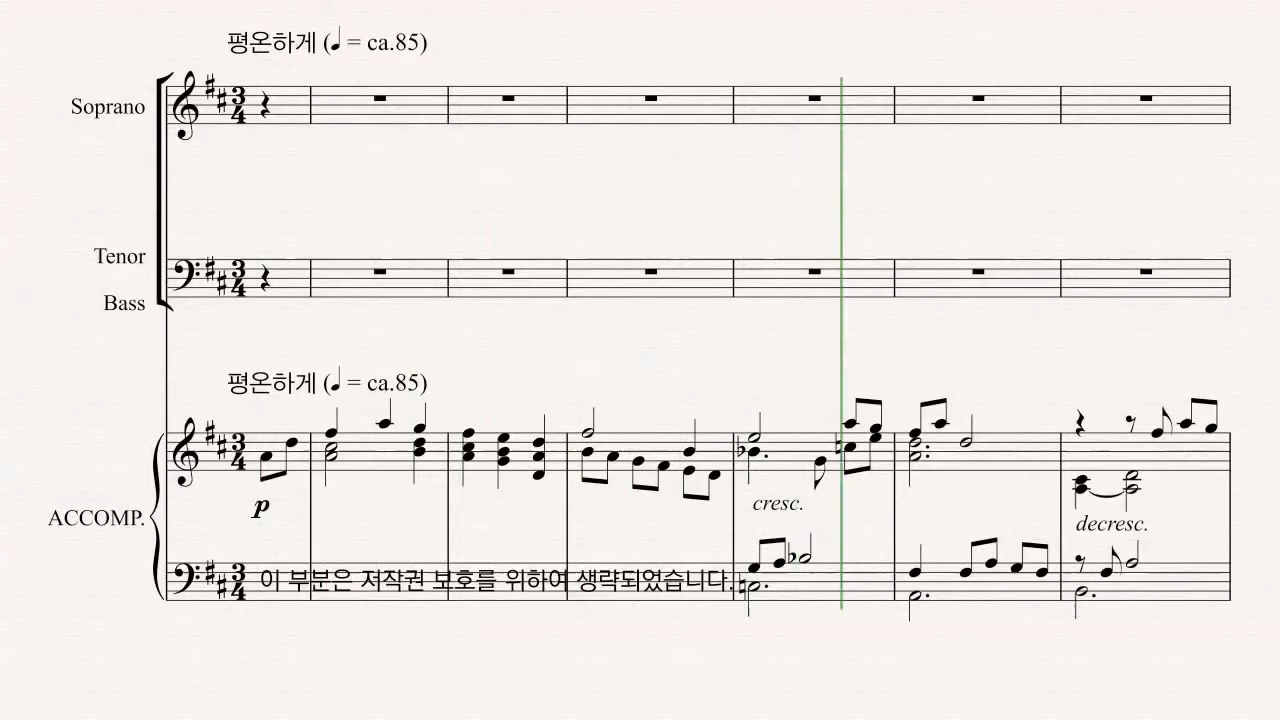 평온하게 (♩ = ca.85)
Soprano
Tenor
Bass
평온하게 (♩ = ca.85)
p
cresc.
ACCOMP.
decresc.
이 부분은 저작권 보호를 위하여 생략되었습니다.